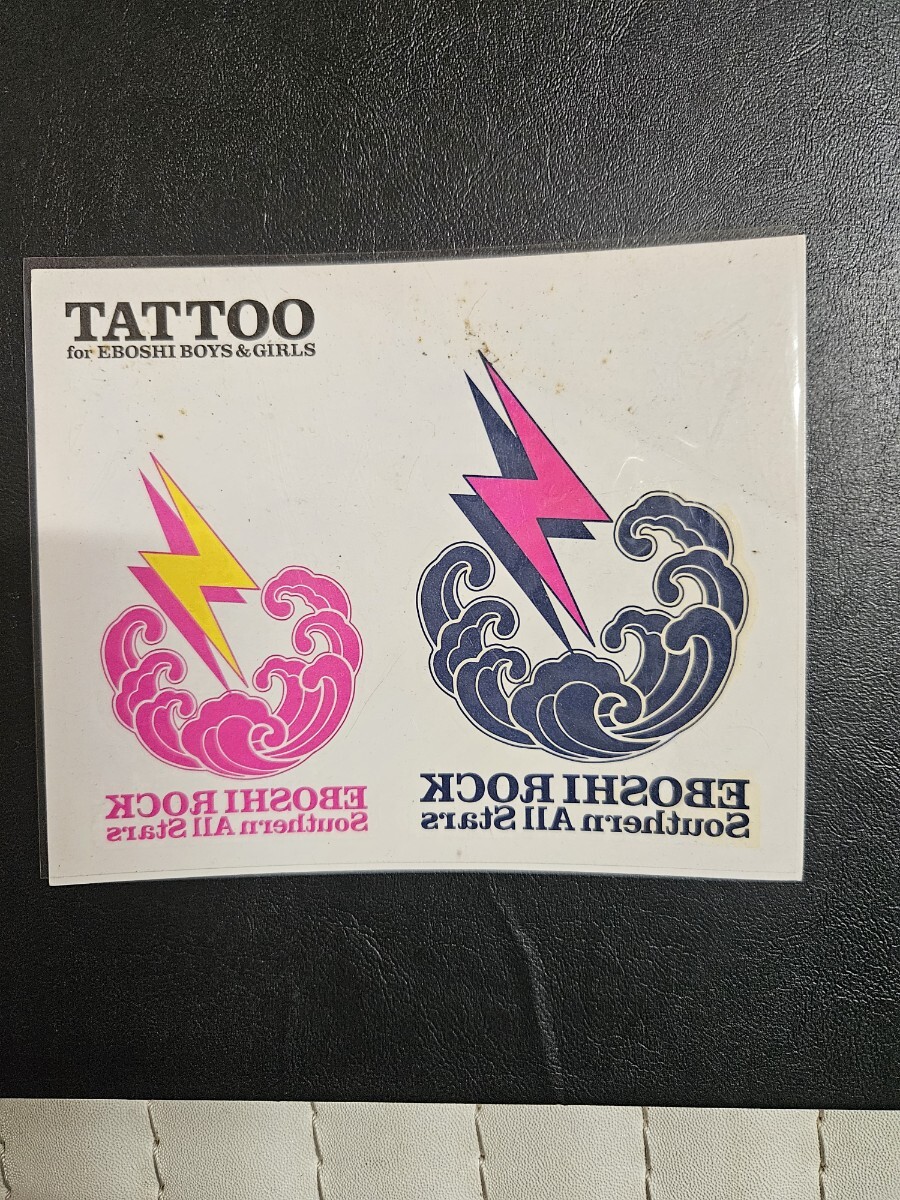 TATTOO
for EBOSHI BOYS & GIRLS
EBOSHI ROCK
Southern All Stars
EBOSHI ROCK
Southern All Stars